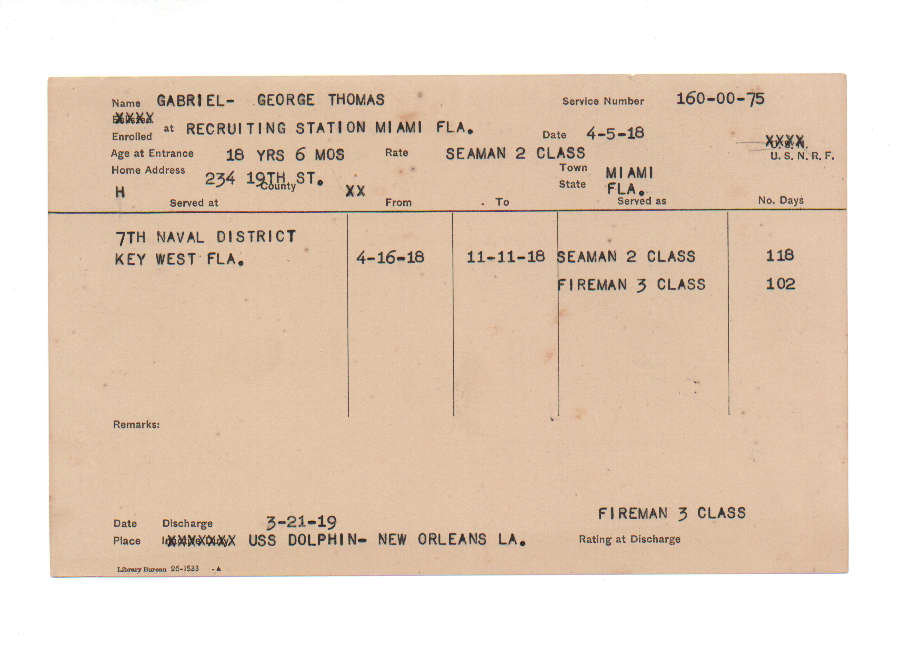 Name GABRIEL- GEORGE THOMAS Service Number 160-00-75
XXXX
Enrolled at RECRUITING STATION MIAMI FLA. Date 4-5-18 XXXX
Age at Entrance 18 YRS 6 MOS Rate SEAMAN 2 CLASS U. S. N. R. F.
Home Address 234 19TH ST. Town MIAMI
H County XX State FLA.
Served at From To Served as No. Days
7TH NAVAL DISTRICT
KEY WEST FLA. 4-16-18 11-11-18 SEAMAN 2 CLASS 118
FIREMAN 3 CLASS 102
Remarks:
FIREMAN 3 CLASS
Date Discharge 3-21-19
Place XXXXXXX USS DOLPHIN- NEW ORLEANS LA. Rating at Discharge
Library Bureau 26-1533 - A